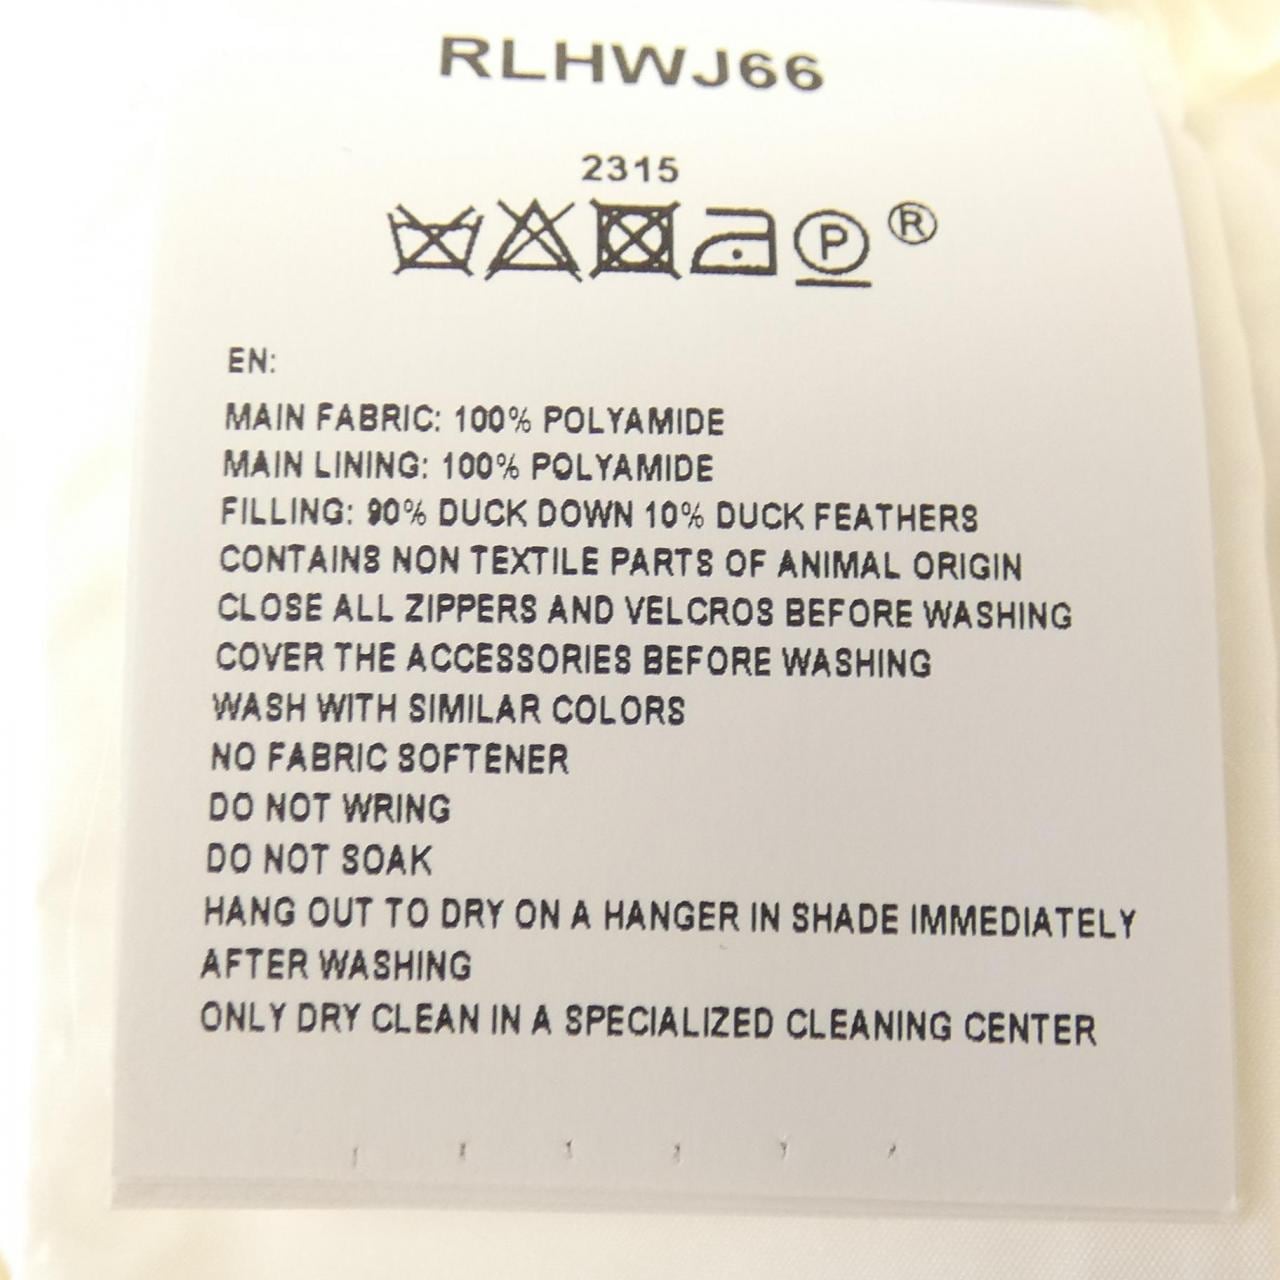 RLHWJ66
2315
P ®
EN:
MAIN FABRIC: 100% POLYAMIDE
MAIN LINING: 100% POLYAMIDE
FILLING: 90% DUCK DOWN 10% DUCK FEATHERS
CONTAINS NON TEXTILE PARTS OF ANIMAL ORIGIN
CLOSE ALL ZIPPERS AND VELCROS BEFORE WASHING
COVER THE ACCESSORIES BEFORE WASHING
WASH WITH SIMILAR COLORS
NO FABRIC SOFTENER
DO NOT WRING
DO NOT SOAK
HANG OUT TO DRY ON A HANGER IN SHADE IMMEDIATELY
AFTER WASHING
ONLY DRY CLEAN IN A SPECIALIZED CLEANING CENTER